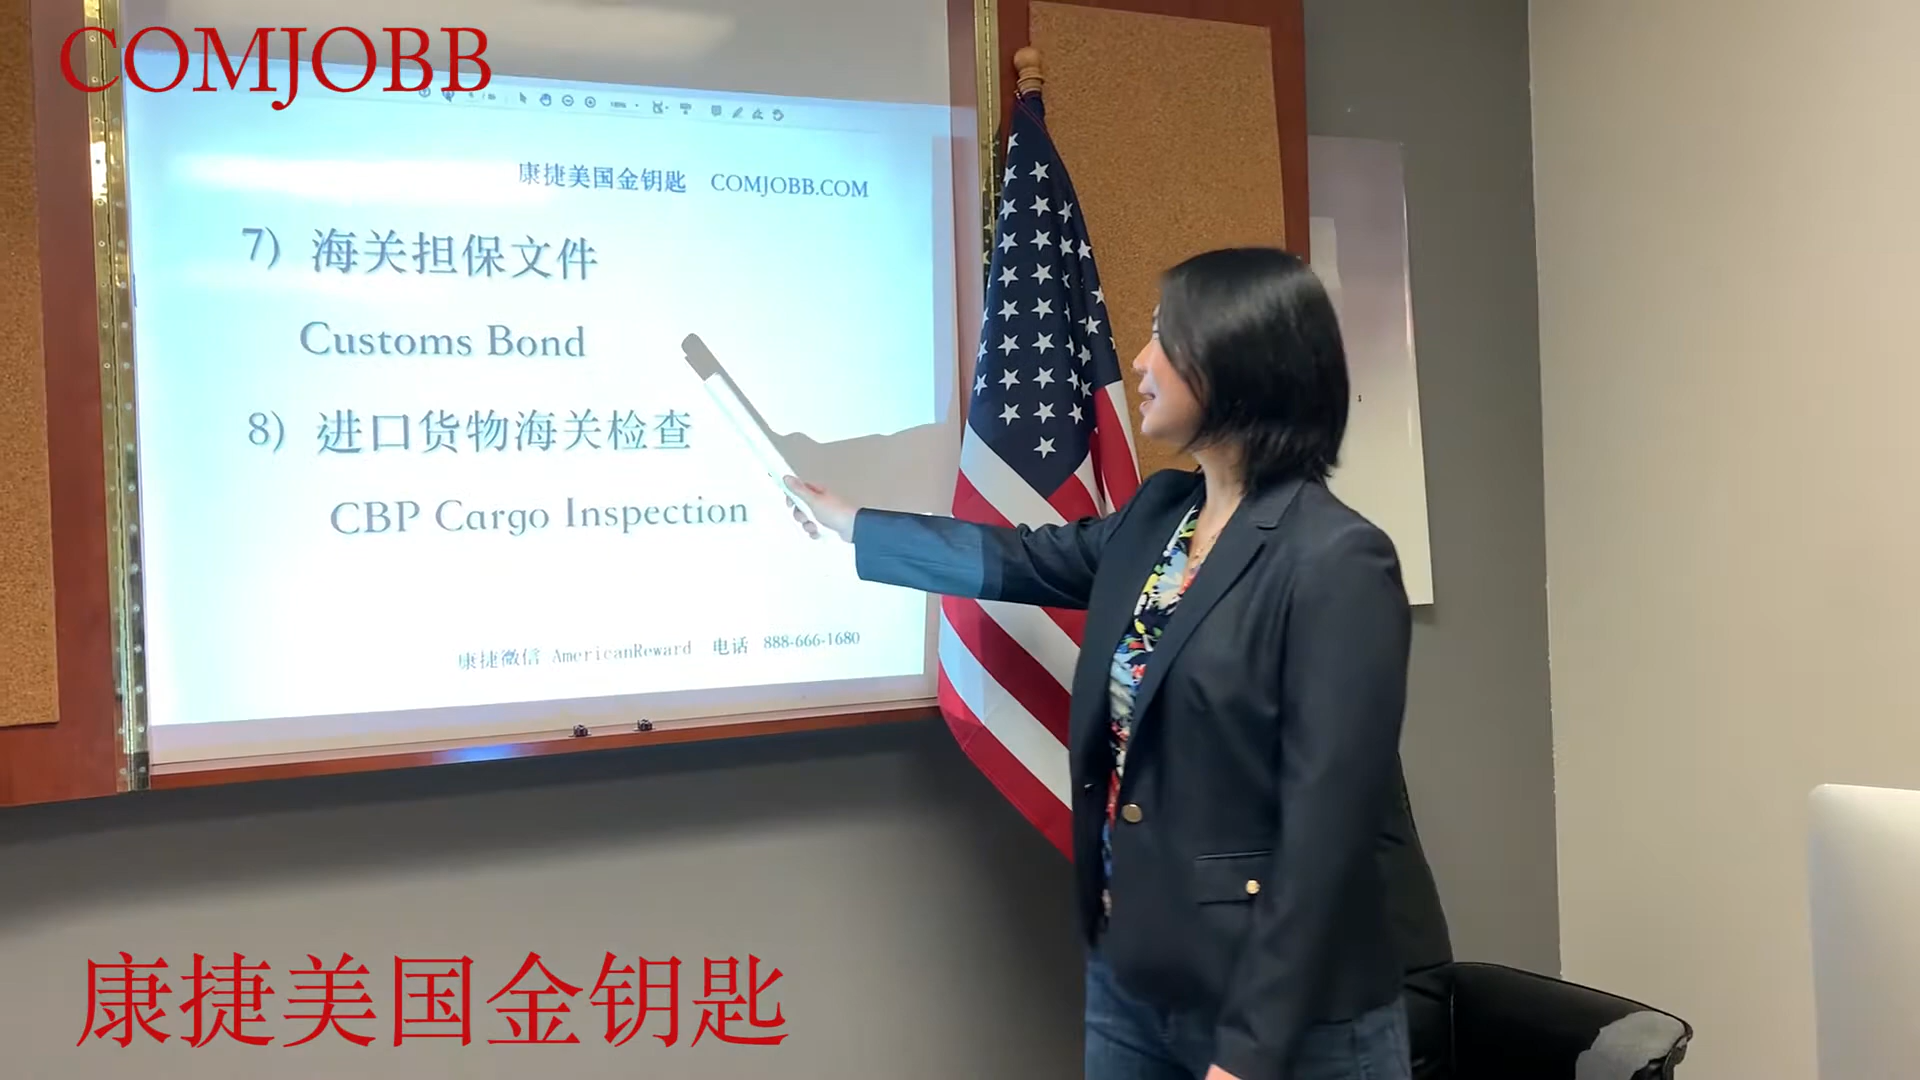 COMJOBB
康捷美国金钥匙 COMJOBB.COM
7) 海关担保文件
Customs Bond
8) 进口货物海关检查
CBP Cargo Inspection
康捷微信 AmericanReward 电话 888-666-1680
康捷美国金钥匙